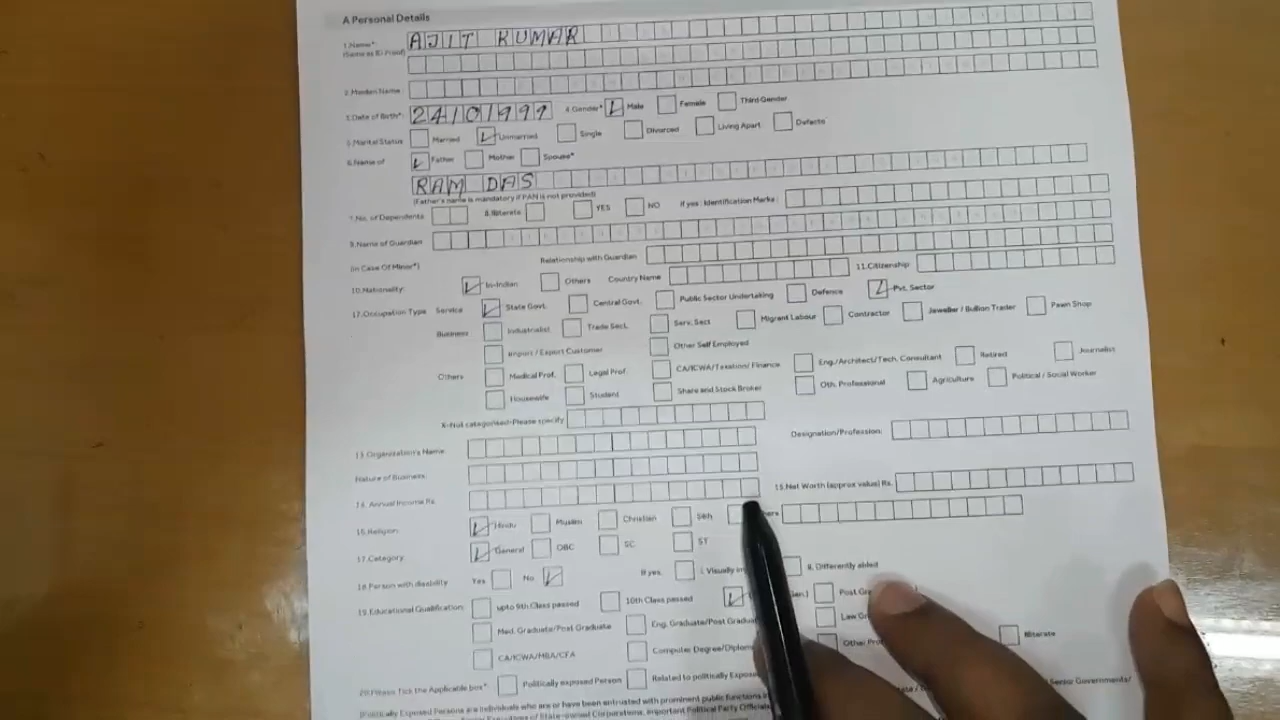 A Personal Details
1.Name*
(Same as ID Proof)
AJIT KUMAR
2.Maiden Name:
3.Date of Birth*: 24101999 4.Gender* Male Female Third Gender
5.Marital Status Married Unmarried Single Divorced Living Apart Defacto
6.Name of Father Mother Spouse*
RAM DAS
(Father's name is mandatory if PAN is not provided)
7.No. of Dependents 8.Illiterate YES NO If yes : Identification Marks :
9.Name of Guardian
(in Case Of Minor*) Relationship with Guardian
10.Nationality: In-Indian Others Country Name 11.Citizenship
12.Occupation Type Service State Govt. Central Govt. Public Sector Undertaking Defence Pvt. Sector
Business Industrialist Trade Sect. Serv. Sect Migrant Labour Contractor Jeweller / Bullion Trader Pawn Shop
Import / Export Customer Other Self Employed
Others Medical Prof. Legal Prof. CA/ICWA/Taxation/ Finance Eng./Architect/Tech. Consultant Retired Journalist
Housewife Student Share and Stock Broker Oth. Professional Agriculture Political / Social Worker
X-Not categorised-Please specify
13.Organization's Name: Designation/Profession:
Nature of Business:
14. Annual Income Rs. 15.Net Worth (approx value) Rs.
16.Religion: Hindu Muslim Christian Sikh
17.Category: General OBC SC ST
18.Person with disability Yes No If yes, i. Visually ii. Differently abled
19.Educational Qualification: upto 9th Class passed 10th Class passed Post
Med. Graduate/Post Graduate Eng. Graduate/Post Law
CA/ICWA/MBA/CFA Computer Degree/ Other Illiterate
20.Please Tick the Applicable box* Politically exposed Person Related to politically
(Politically Exposed Persons are individuals who are or have been entrusted with prominent public functions Senior Governments/
of State-owned Corporations, important Political Party